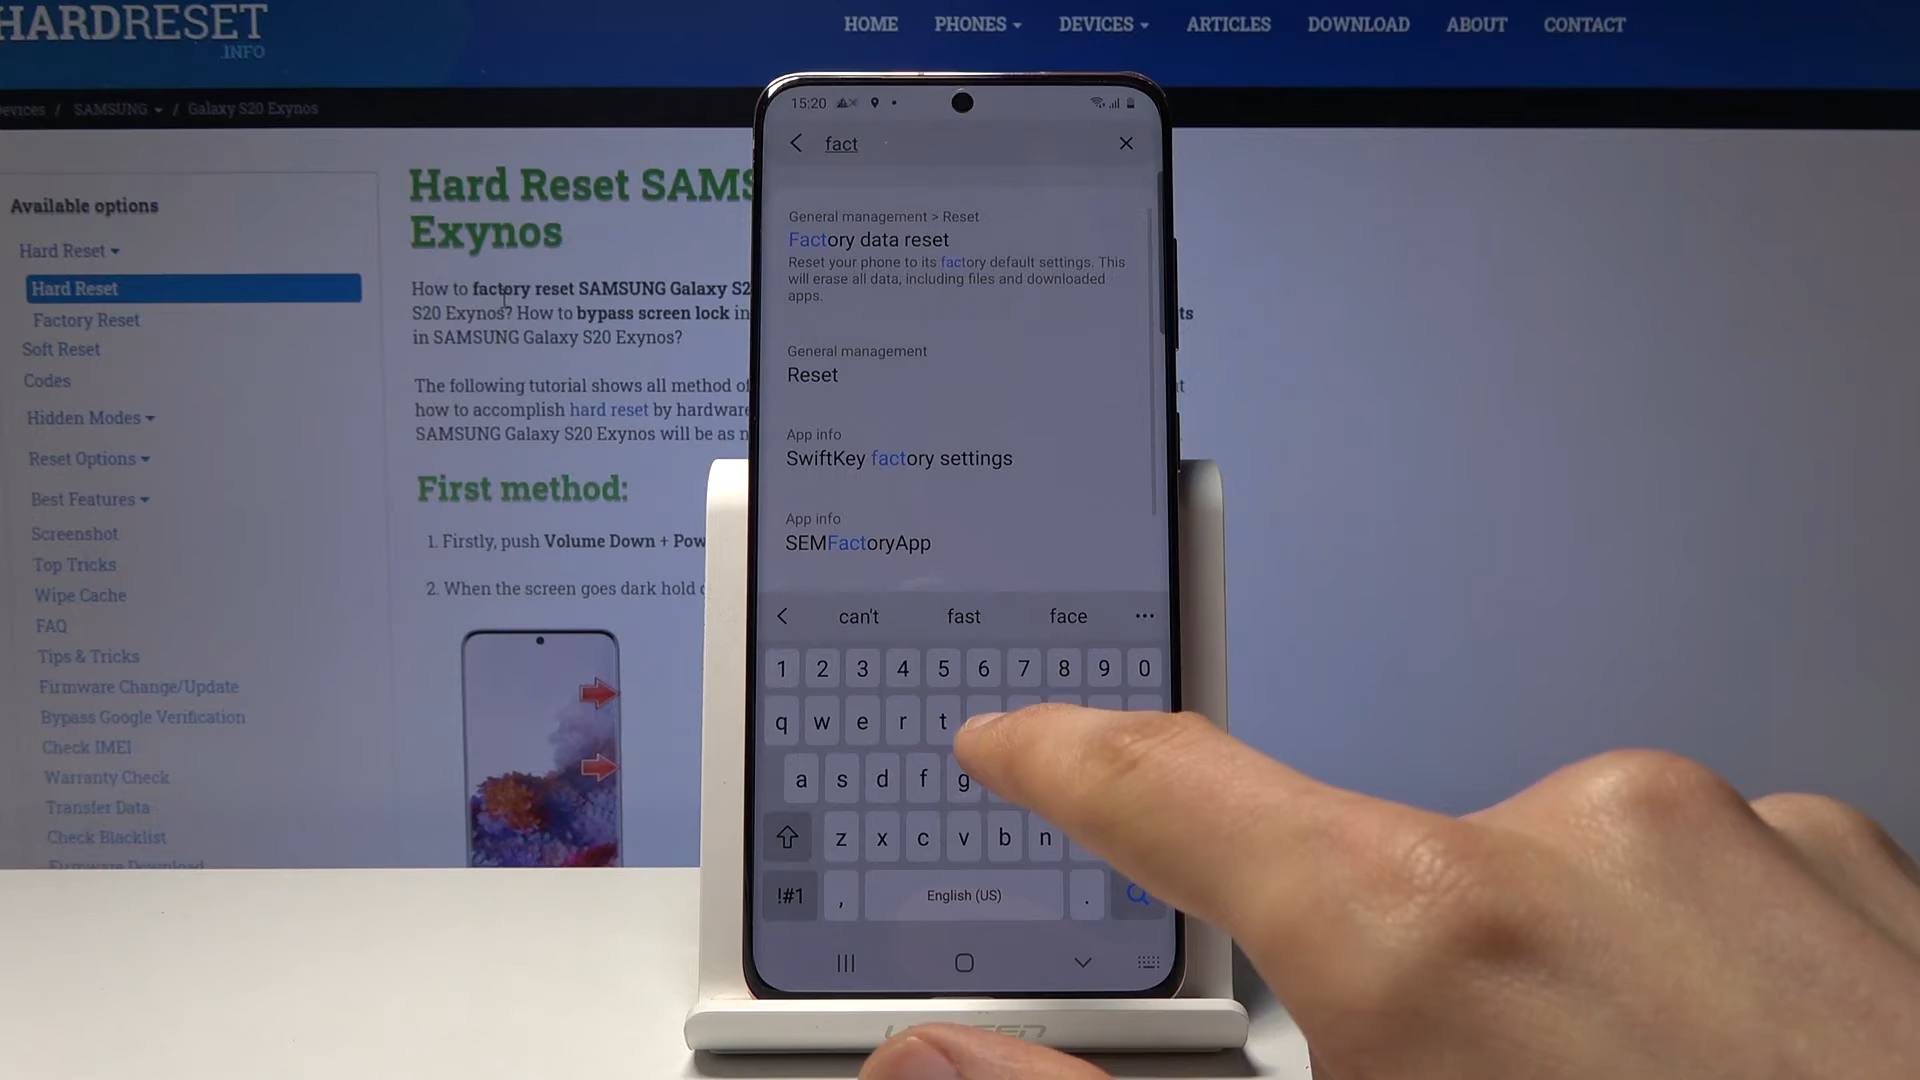 HARDRESET
.INFO
HOME PHONES DEVICES ARTICLES DOWNLOAD ABOUT CONTACT
/ SAMSUNG / Galaxy S20 Exynos
Available options
Hard Reset
Hard Reset
Factory Reset
Soft Reset
Codes
Hidden Modes
Reset Options
Best Features
Screenshot
Top Tricks
Wipe Cache
FAQ
Tips & Tricks
Firmware Change/Update
Bypass Google Verification
Check IMEI
Warranty Check
Transfer Data
Check Blacklist
Firmware Download
Hard Reset SAMS
Exynos
How to factory reset SAMSUNG Galaxy S2
S20 Exynos? How to bypass screen lock in
in SAMSUNG Galaxy S20 Exynos?
The following tutorial shows all method of
how to accomplish hard reset by hardware
SAMSUNG Galaxy S20 Exynos will be as n
First method:
1. Firstly, push Volume Down + Pow
2. When the screen goes dark hold
15:20
fact
General management > Reset
Factory data reset
Reset your phone to its factory default settings. This
will erase all data, including files and downloaded
apps.
General management
Reset
App info
SwiftKey factory settings
App info
SEMFactoryApp
can't fast face
1 2 3 4 5 6 7 8 9 0
q w e r t
a s d f g
z x c v b n
!#1 , English (US) .